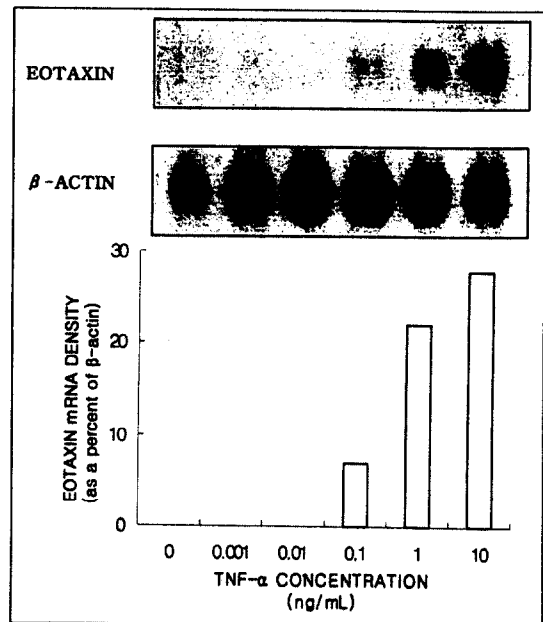 EOTAXIN
β-ACTIN
30
20
10
0
EOTAXIN mRNA DENSITY
(as a percent of β-actin)
0 0.001 0.01 0.1 1 10
TNF-α CONCENTRATION
(ng/mL)